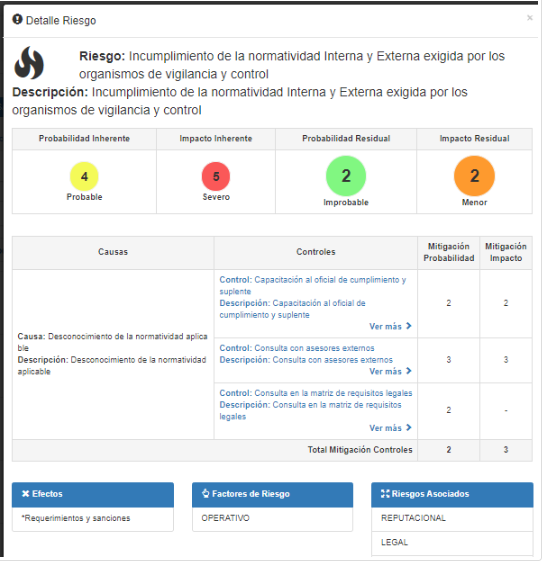 Detalle Riesgo
×
Riesgo: Incumplimiento de la normatividad Interna y Externa exigida por los
organismos de vigilancia y control
Descripción: Incumplimiento de la normatividad Interna y Externa exigida por los
organismos de vigilancia y control
Probabilidad Inherente Impacto Inherente Probabilidad Residual Impacto Residual
4 5 2 2
Probable Severo Improbable Menor
Causas Controles Mitigación Probabilidad Mitigación Impacto
Causa: Desconocimiento de la normatividad aplica
ble
Descripción: Desconocimiento de la normatividad
aplicable
Control: Capacitación al oficial de cumplimiento y
suplente
Descripción: Capacitación al oficial de
cumplimiento y suplente
Ver más
2 2
Control: Consulta con asesores externos
Descripción: Consulta con asesores externos
Ver más
3 3
Control: Consulta en la matriz de requisitos legales
Descripción: Consulta en la matriz de requisitos
legales
Ver más
2 -
Total Mitigación Controles 2 3
Efectos
*Requerimientos y sanciones
Factores de Riesgo
OPERATIVO
Riesgos Asociados
REPUTACIONAL
LEGAL